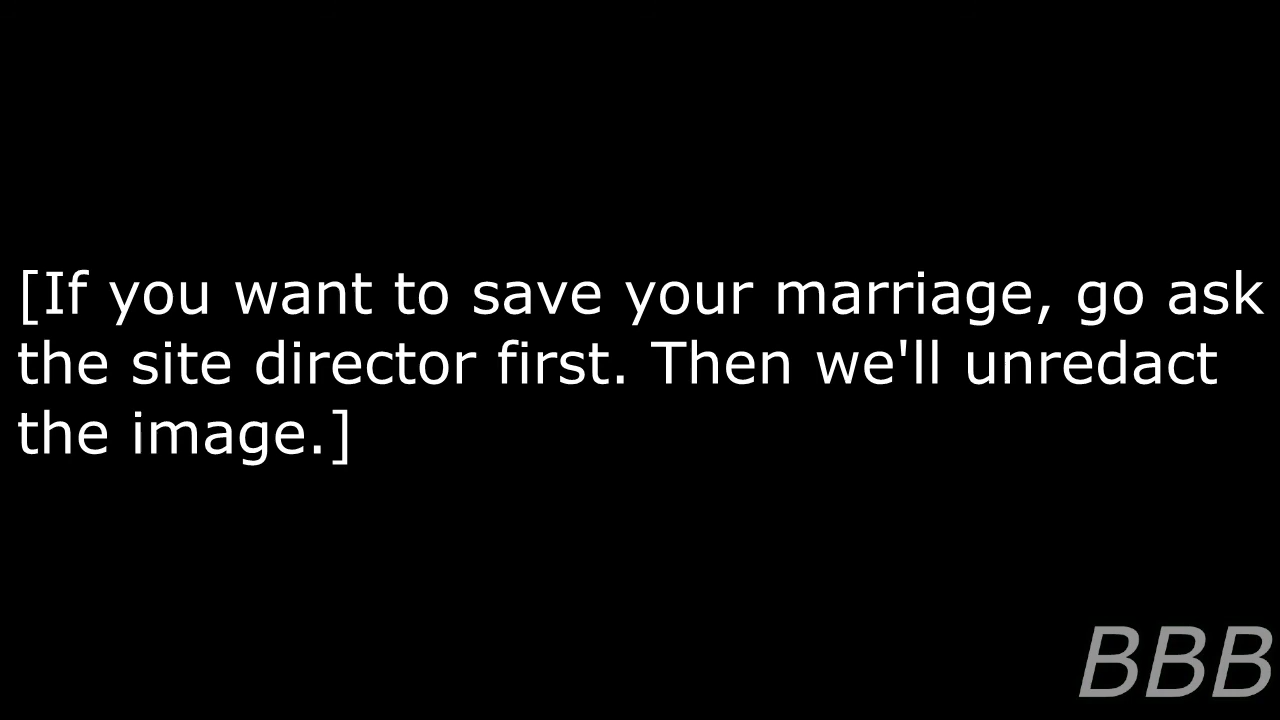 [If you want to save your marriage, go ask
the site director first. Then we'll unredact
the image.]
BBB